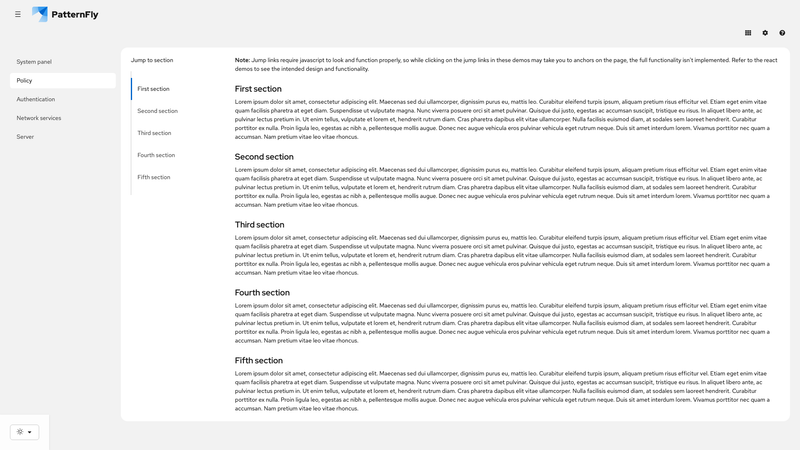 PatternFly
System panel
Policy
Authentication
Network services
Server
Jump to section
First section
Second section
Third section
Fourth section
Fifth section
Note: Jump links require javascript to look and function properly, so while clicking on the jump links in these demos may take you to anchors on the page, the full functionality isn't implemented. Refer to the react
demos to see the intended design and functionality.
First section
Lorem ipsum dolor sit amet, consectetur adipiscing elit. Maecenas sed dui ullamcorper, dignissim purus eu, mattis leo. Curabitur eleifend turpis ipsum, aliquam pretium risus efficitur vel. Etiam eget enim vitae
quam facilisis pharetra at eget diam. Suspendisse ut vulputate magna. Nunc viverra posuere orci sit amet pulvinar. Quisque dui justo, egestas ac accumsan suscipit, tristique eu risus. In aliquet libero ante, ac
pulvinar lectus pretium in. Ut enim tellus, vulputate et lorem et, hendrerit rutrum diam. Cras pharetra dapibus elit vitae ullamcorper. Nulla facilisis euismod diam, at sodales sem laoreet hendrerit. Curabitur
porttitor ex nulla. Proin ligula leo, egestas ac nibh a, pellentesque mollis augue. Donec nec augue vehicula eros pulvinar vehicula eget rutrum neque. Duis sit amet interdum lorem. Vivamus porttitor nec quam a
accumsan. Nam pretium vitae leo vitae rhoncus.
Second section
Lorem ipsum dolor sit amet, consectetur adipiscing elit. Maecenas sed dui ullamcorper, dignissim purus eu, mattis leo. Curabitur eleifend turpis ipsum, aliquam pretium risus efficitur vel. Etiam eget enim vitae
quam facilisis pharetra at eget diam. Suspendisse ut vulputate magna. Nunc viverra posuere orci sit amet pulvinar. Quisque dui justo, egestas ac accumsan suscipit, tristique eu risus. In aliquet libero ante, ac
pulvinar lectus pretium in. Ut enim tellus, vulputate et lorem et, hendrerit rutrum diam. Cras pharetra dapibus elit vitae ullamcorper. Nulla facilisis euismod diam, at sodales sem laoreet hendrerit. Curabitur
porttitor ex nulla. Proin ligula leo, egestas ac nibh a, pellentesque mollis augue. Donec nec augue vehicula eros pulvinar vehicula eget rutrum neque. Duis sit amet interdum lorem. Vivamus porttitor nec quam a
accumsan. Nam pretium vitae leo vitae rhoncus.
Third section
Lorem ipsum dolor sit amet, consectetur adipiscing elit. Maecenas sed dui ullamcorper, dignissim purus eu, mattis leo. Curabitur eleifend turpis ipsum, aliquam pretium risus efficitur vel. Etiam eget enim vitae
quam facilisis pharetra at eget diam. Suspendisse ut vulputate magna. Nunc viverra posuere orci sit amet pulvinar. Quisque dui justo, egestas ac accumsan suscipit, tristique eu risus. In aliquet libero ante, ac
pulvinar lectus pretium in. Ut enim tellus, vulputate et lorem et, hendrerit rutrum diam. Cras pharetra dapibus elit vitae ullamcorper. Nulla facilisis euismod diam, at sodales sem laoreet hendrerit. Curabitur
porttitor ex nulla. Proin ligula leo, egestas ac nibh a, pellentesque mollis augue. Donec nec augue vehicula eros pulvinar vehicula eget rutrum neque. Duis sit amet interdum lorem. Vivamus porttitor nec quam a
accumsan. Nam pretium vitae leo vitae rhoncus.
Fourth section
Lorem ipsum dolor sit amet, consectetur adipiscing elit. Maecenas sed dui ullamcorper, dignissim purus eu, mattis leo. Curabitur eleifend turpis ipsum, aliquam pretium risus efficitur vel. Etiam eget enim vitae
quam facilisis pharetra at eget diam. Suspendisse ut vulputate magna. Nunc viverra posuere orci sit amet pulvinar. Quisque dui justo, egestas ac accumsan suscipit, tristique eu risus. In aliquet libero ante, ac
pulvinar lectus pretium in. Ut enim tellus, vulputate et lorem et, hendrerit rutrum diam. Cras pharetra dapibus elit vitae ullamcorper. Nulla facilisis euismod diam, at sodales sem laoreet hendrerit. Curabitur
porttitor ex nulla. Proin ligula leo, egestas ac nibh a, pellentesque mollis augue. Donec nec augue vehicula eros pulvinar vehicula eget rutrum neque. Duis sit amet interdum lorem. Vivamus porttitor nec quam a
accumsan. Nam pretium vitae leo vitae rhoncus.
Fifth section
Lorem ipsum dolor sit amet, consectetur adipiscing elit. Maecenas sed dui ullamcorper, dignissim purus eu, mattis leo. Curabitur eleifend turpis ipsum, aliquam pretium risus efficitur vel. Etiam eget enim vitae
quam facilisis pharetra at eget diam. Suspendisse ut vulputate magna. Nunc viverra posuere orci sit amet pulvinar. Quisque dui justo, egestas ac accumsan suscipit, tristique eu risus. In aliquet libero ante, ac
pulvinar lectus pretium in. Ut enim tellus, vulputate et lorem et, hendrerit rutrum diam. Cras pharetra dapibus elit vitae ullamcorper. Nulla facilisis euismod diam, at sodales sem laoreet hendrerit. Curabitur
porttitor ex nulla. Proin ligula leo, egestas ac nibh a, pellentesque mollis augue. Donec nec augue vehicula eros pulvinar vehicula eget rutrum neque. Duis sit amet interdum lorem. Vivamus porttitor nec quam a
accumsan. Nam pretium vitae leo vitae rhoncus.